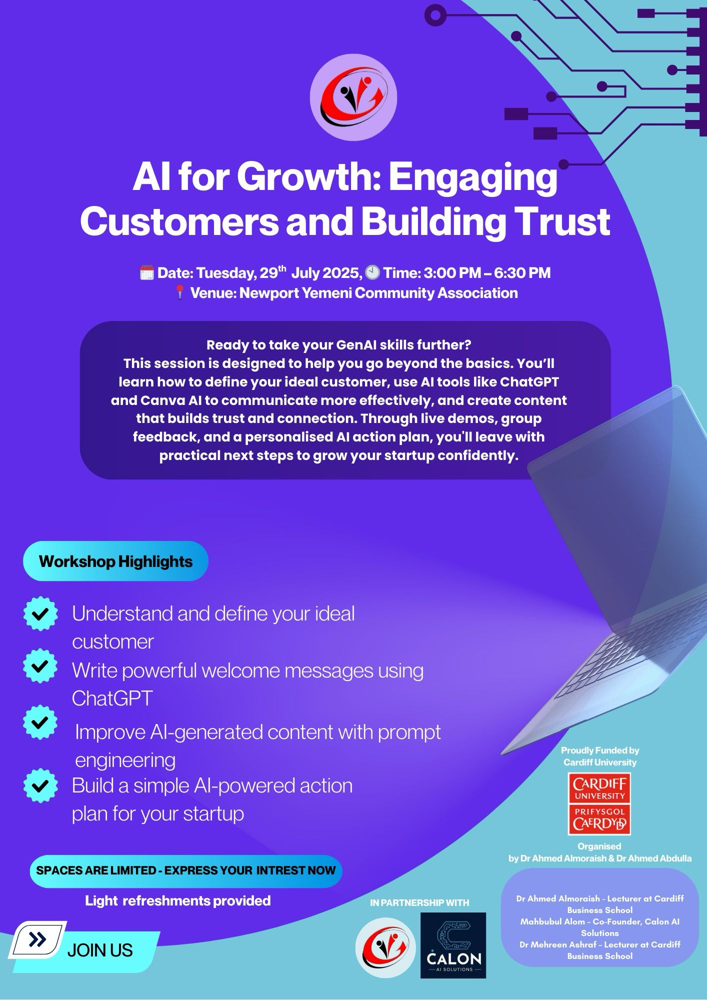 AI for Growth: Engaging
Customers and Building Trust
Date: Tuesday, 29th July 2025, Time: 3:00 PM – 6:30 PM
Venue: Newport Yemeni Community Association
Ready to take your GenAI skills further?
This session is designed to help you go beyond the basics. You’ll
learn how to define your ideal customer, use AI tools like ChatGPT
and Canva AI to communicate more effectively, and create content
that builds trust and connection. Through live demos, group
feedback, and a personalised AI action plan, you'll leave with
practical next steps to grow your startup confidently.
Workshop Highlights
Understand and define your ideal
customer
Write powerful welcome messages using
ChatGPT
Improve AI-generated content with prompt
engineering
Build a simple AI-powered action
plan for your startup
SPACES ARE LIMITED - EXPRESS YOUR INTREST NOW
Light refreshments provided
JOIN US
IN PARTNERSHIP WITH
CALON
AI SOLUTIONS
Proudly Funded by
Cardiff University
CARDIFF
UNIVERSITY
PRIFYSGOL
CAERDYDD
Organised
by Dr Ahmed Almoraish & Dr Ahmed Abdulla
Dr Ahmed Almoraish - Lecturer at Cardiff
Business School
Mahbubul Alom – Co-Founder, Calon AI
Solutions
Dr Mehreen Ashraf – Lecturer at Cardiff
Business School